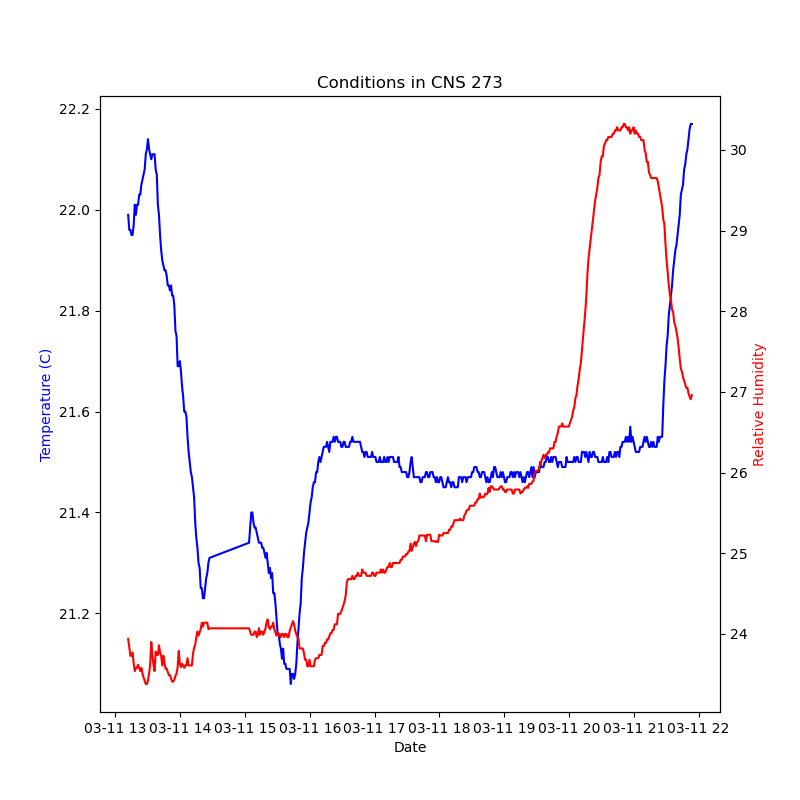 Conditions in CNS 273
22.2
22.0
21.8
21.6
21.4
21.2
Temperature (C)
30
29
28
27
26
25
24
Relative Humidity
03-11 13 03-11 14 03-11 15 03-11 16 03-11 17 03-11 18 03-11 19 03-11 20 03-11 21 03-11 22
Date